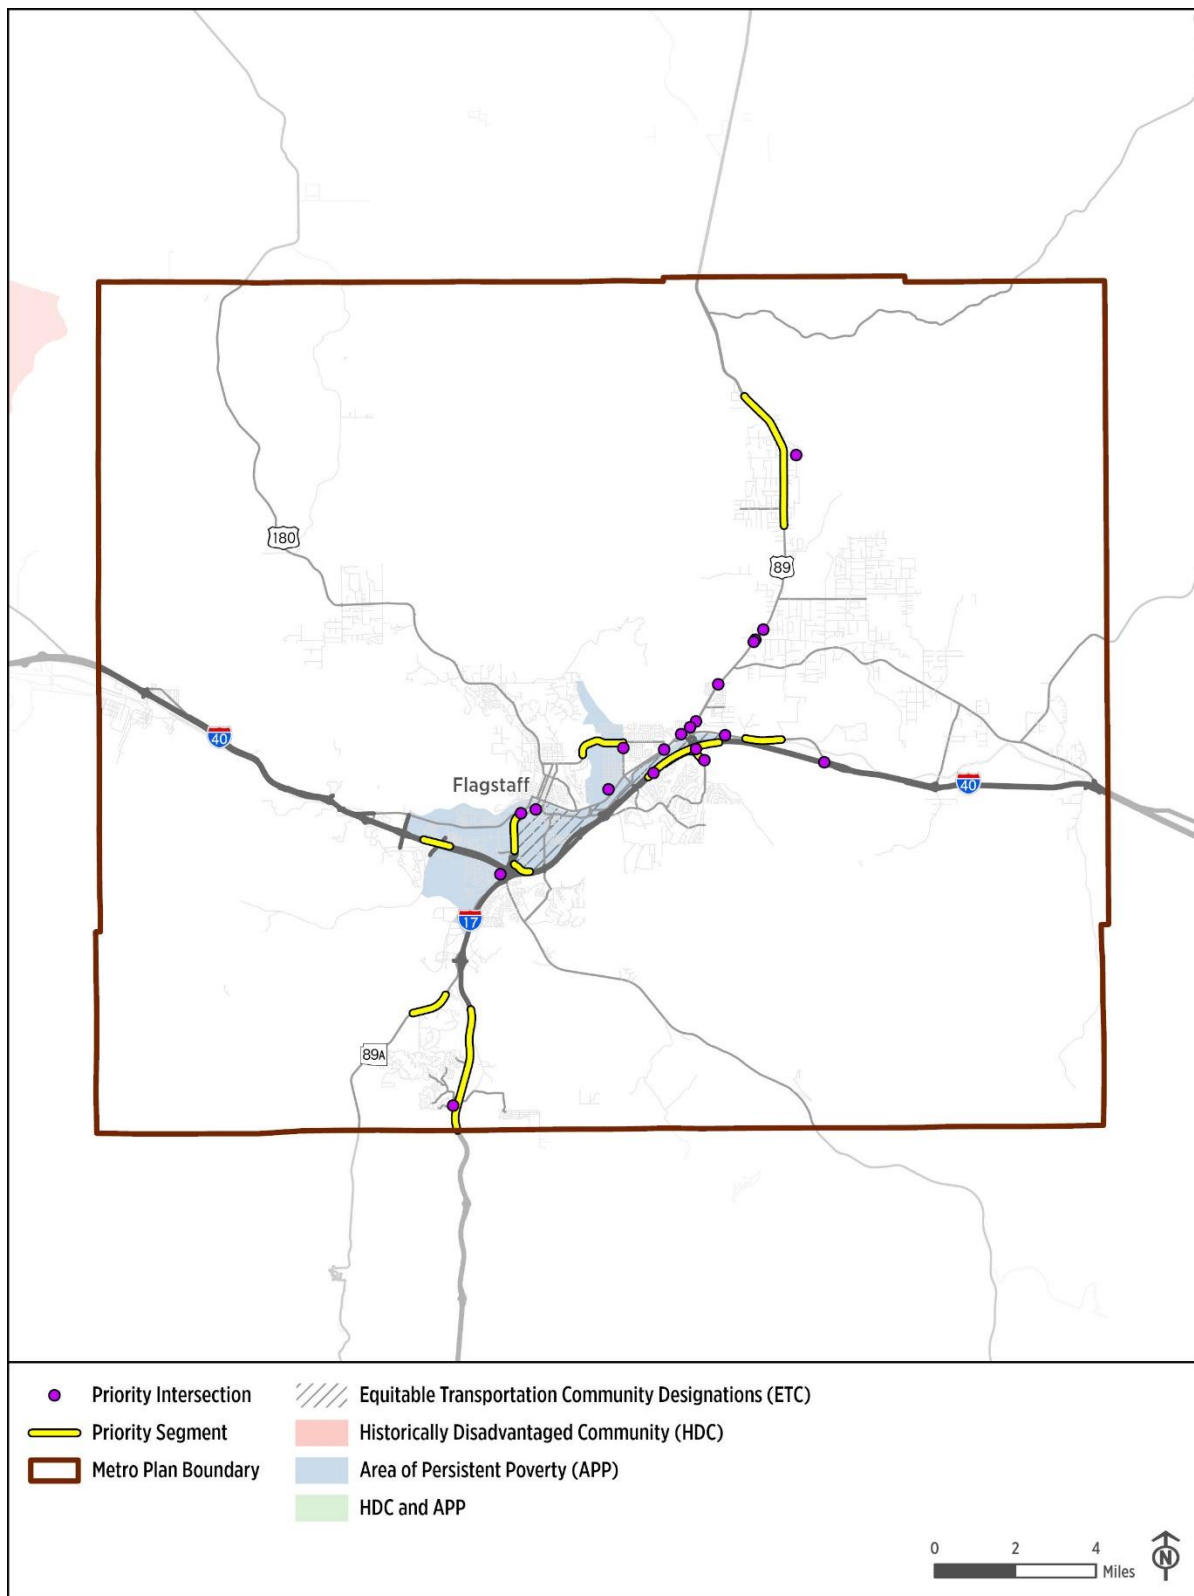 180
89
40
Flagstaff
40
17
89A
Priority Intersection
Priority Segment
Metro Plan Boundary
Equitable Transportation Community Designations (ETC)
Historically Disadvantaged Community (HDC)
Area of Persistent Poverty (APP)
HDC and APP
0 2 4
Miles
N